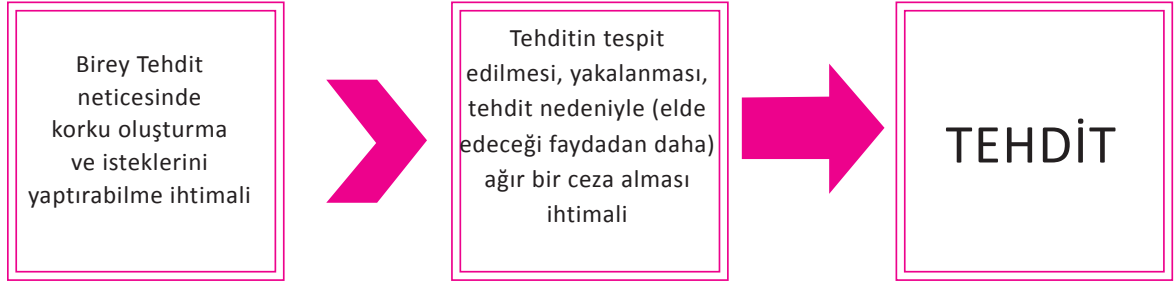 Birey Tehdit
neticesinde
korku oluşturma
ve isteklerini
yaptırabilme ihtimali
Tehditin tespit
edilmesi, yakalanması,
tehdit nedeniyle (elde
edeceği faydadan daha)
ağır bir ceza alması
ihtimali
TEHDİT